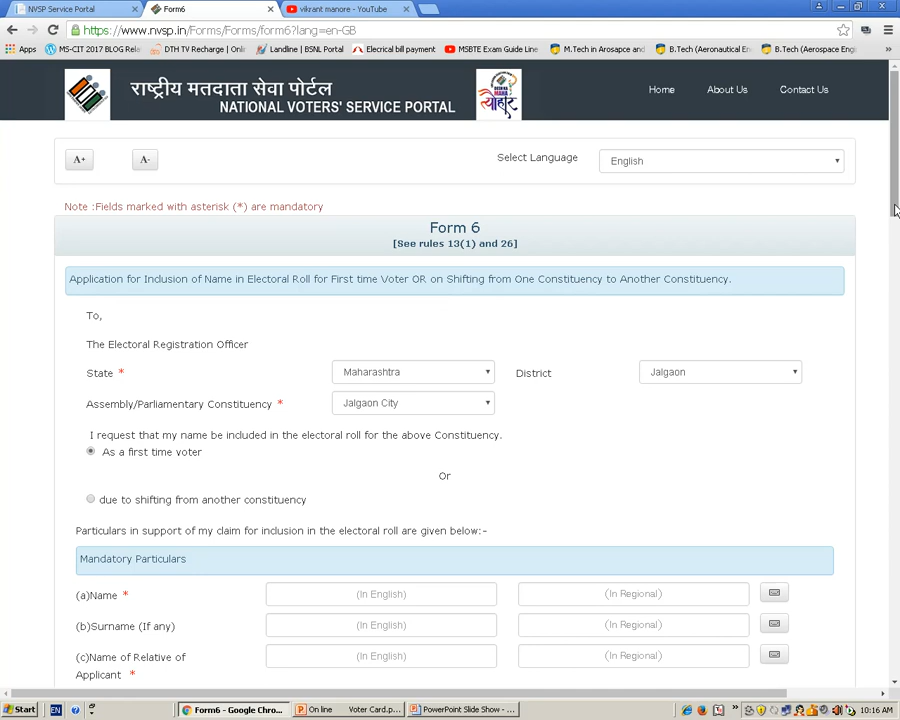 NVSP Service Portal
Form6
vikrant manore - YouTube
https://www.nvsp.in/Forms/Forms/form6?lang=en-GB
Apps MS-CIT 2017 BLOG Rela DTH TV Recharge | Onlin Landline | BSNL Portal Elecrical bill payment MSBTE Exam Guide Line M.Tech in Arosapce and B.Tech(Aeronautical En B.Tech(Aerospace Engi »
राष्ट्रीय मतदाता सेवा पोर्टल
NATIONAL VOTERS' SERVICE PORTAL
Home About Us Contact Us
A+ A-
Select Language English
Note :Fields marked with asterisk (*) are mandatory
Form 6
[See rules 13(1) and 26]
Application for Inclusion of Name in Electoral Roll for First time Voter OR on Shifting from One Constituency to Another Constituency.
To,
The Electoral Registration Officer
State * Maharashtra District Jalgaon
Assembly/Parliamentary Constituency * Jalgaon City
I request that my name be included in the electoral roll for the above Constituency.
As a first time voter
Or
due to shifting from another constituency
Particulars in support of my claim for inclusion in the electoral roll are given below:-
Mandatory Particulars
(a)Name * (In English) (In Regional)
(b)Surname (If any) (In English) (In Regional)
(c)Name of Relative of Applicant * (In English) (In Regional)
Start EN Form6 - Google Chro... On line Voter Card.p... PowerPoint Slide Show - ... 10:16 AM